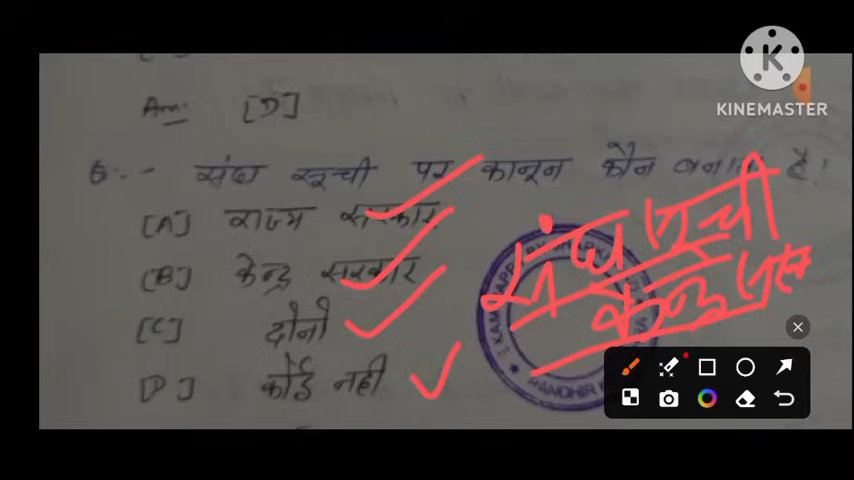 KINEMASTER
Ans:- [D]
6:- संघ सूची पर कानून कौन बनाता है!
[A] राज्य सरकार
[B] केन्द्र सरकार
[C] दोनों
[D] कोई नही
संघ सूची
केन्द्र